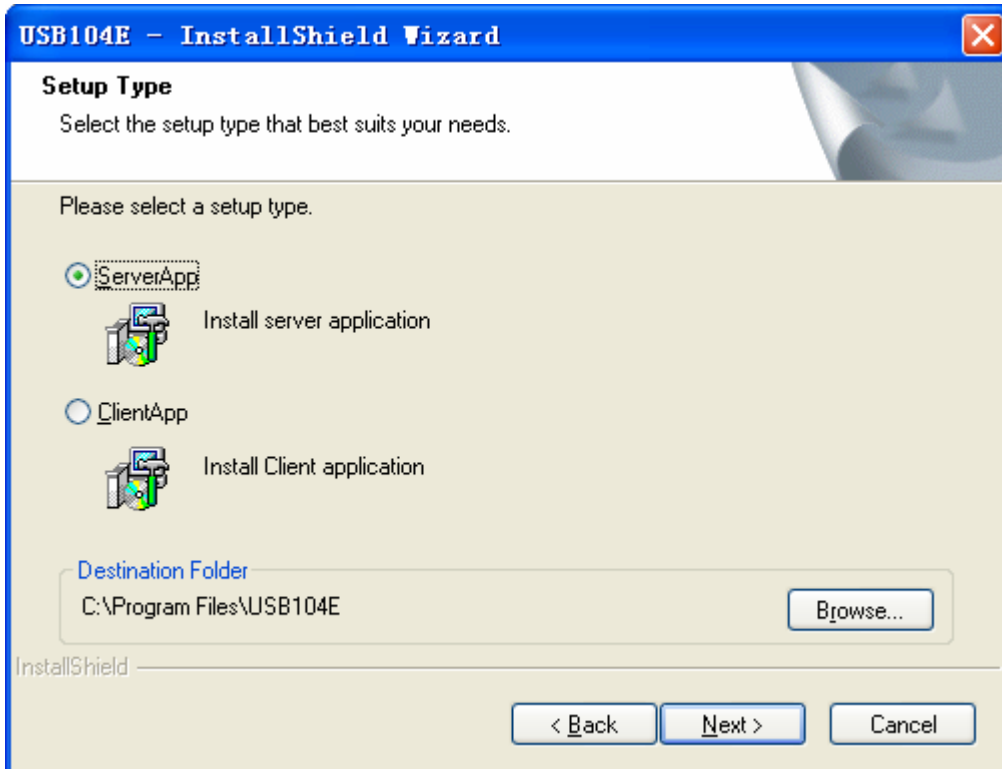 USB104E - InstallShield Wizard
Setup Type
Select the setup type that best suits your needs.
Please select a setup type.
ServerApp
Install server application
ClientApp
Install Client application
Destination Folder
C:\Program Files\USB104E
Browse...
InstallShield
< Back
Next >
Cancel